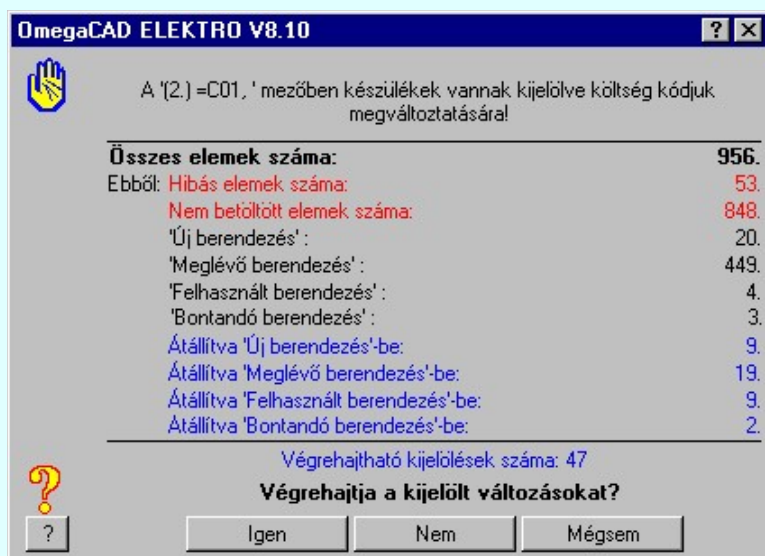 OmegaCAD ELEKTRO V8.10
A '(2.) =C01, ' mezőben készülékek vannak kijelölve költség kódjuk
megváltoztatására!
Összes elemek száma: 956.
Ebből: Hibás elemek száma: 53.
Nem betöltött elemek száma: 848.
'Új berendezés' : 20.
'Meglévő berendezés' : 449.
'Felhasznált berendezés' : 4.
'Bontandó berendezés' : 3.
Átállítva 'Új berendezés'-be: 9.
Átállítva 'Meglévő berendezés'-be: 19.
Átállítva 'Felhasznált berendezés'-be: 9.
Átállítva 'Bontandó berendezés'-be: 2.
Végrehajtható kijelölések száma: 47
Végrehajtja a kijelölt változásokat?
? Igen Nem Mégsem